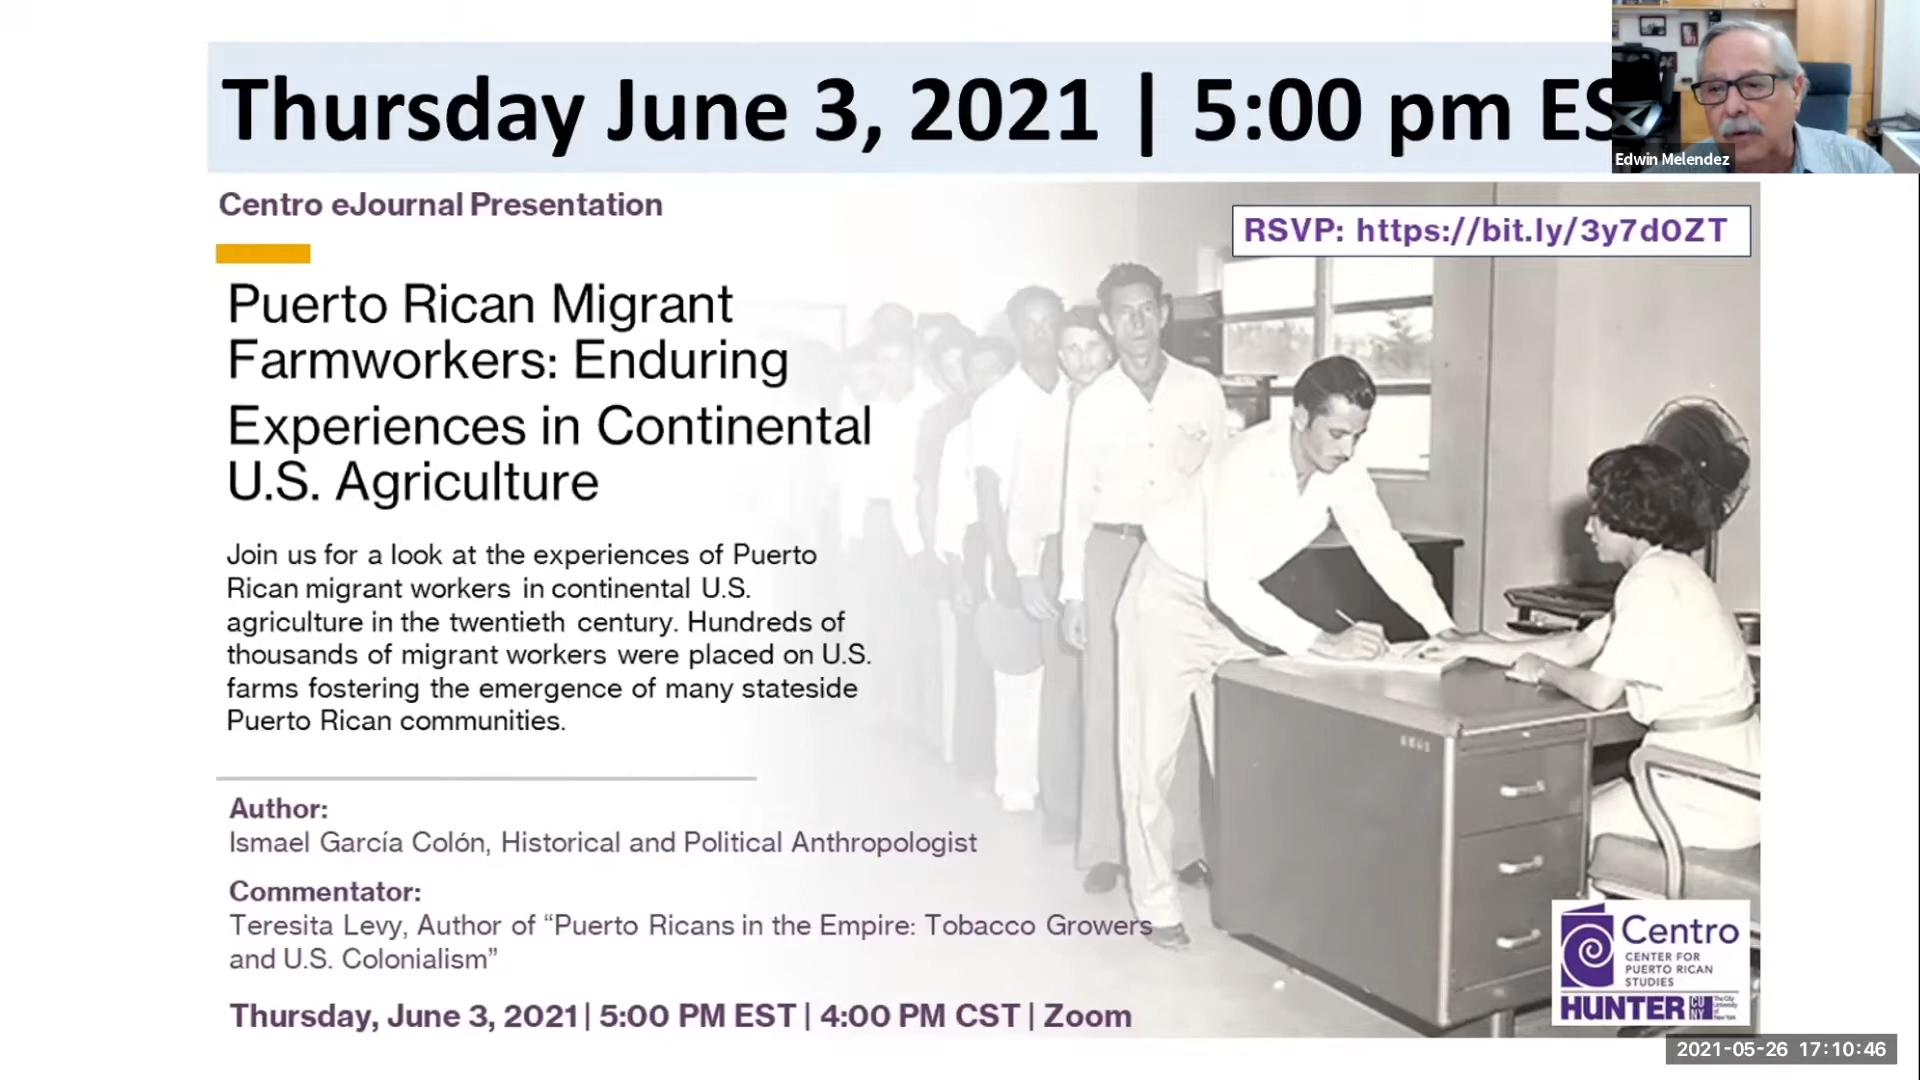 Thursday June 3, 2021 | 5:00 pm ES
Edwin Melendez
Centro eJournal Presentation
RSVP: https://bit.ly/3y7d0ZT
Puerto Rican Migrant
Farmworkers: Enduring
Experiences in Continental
U.S. Agriculture
Join us for a look at the experiences of Puerto
Rican migrant workers in continental U.S.
agriculture in the twentieth century. Hundreds of
thousands of migrant workers were placed on U.S.
farms fostering the emergence of many stateside
Puerto Rican communities.
Author:
Ismael García Colón, Historical and Political Anthropologist
Commentator:
Teresita Levy, Author of “Puerto Ricans in the Empire: Tobacco Growers
and U.S. Colonialism”
Thursday, June 3, 2021 | 5:00 PM EST | 4:00 PM CST | Zoom
Centro
CENTER FOR
PUERTO RICAN
STUDIES
HUNTER CUNY
2021-05-26 17:10:46